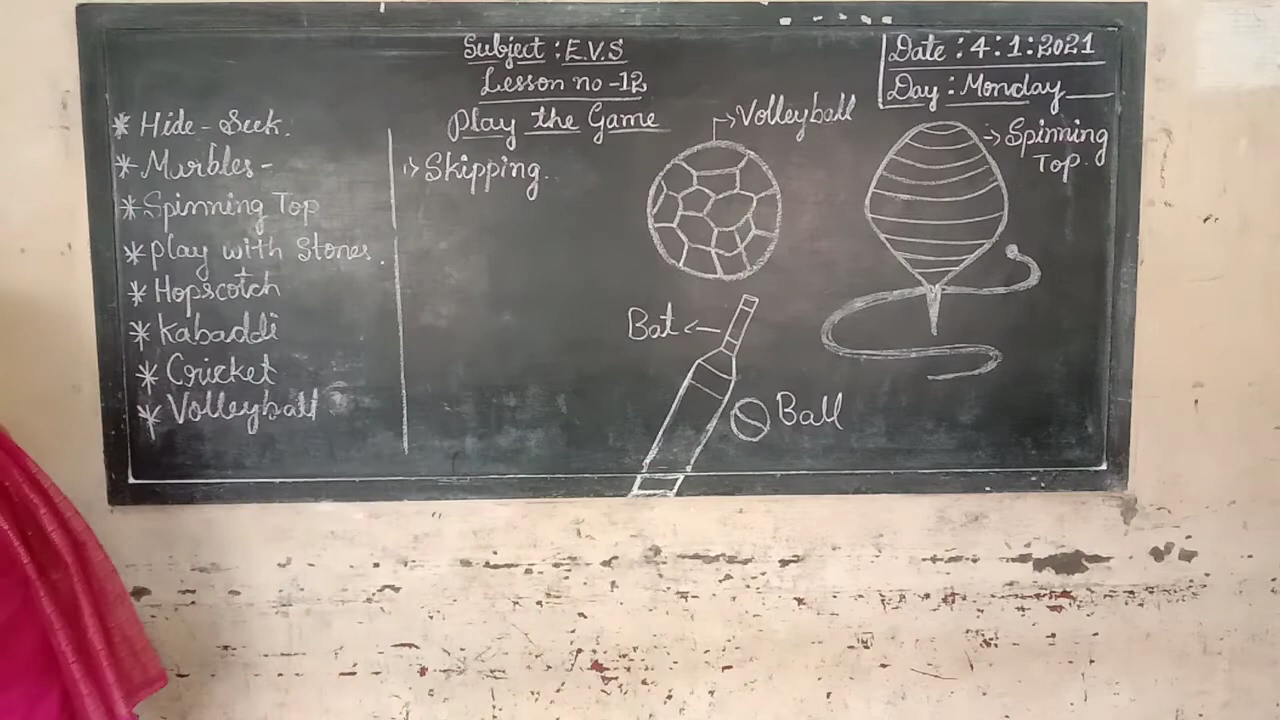 Subject : E.V.S
Lesson no -12
Play the Game
Date : 4:1:2021
Day : Monday
* Hide-Seek.
* Marbles-
* Spinning Top
* Play with Stones.
* Hopscotch
* Kabaddi
* Cricket
* Volleyball
Skipping.
Volleyball
Spinning
Top.
Bat
Ball